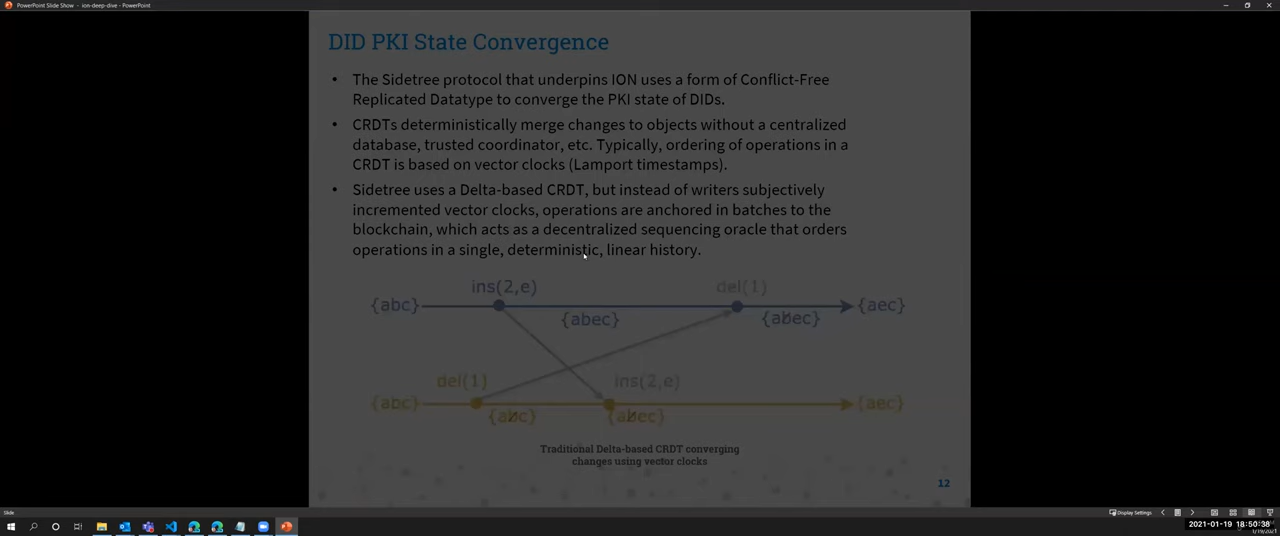 PowerPoint Slide Show - ion-deep-dive - PowerPoint
DID PKI State Convergence
• The Sidetree protocol that underpins ION uses a form of Conflict-Free
Replicated Datatype to converge the PKI state of DIDs.
• CRDTs deterministically merge changes to objects without a centralized
database, trusted coordinator, etc. Typically, ordering of operations in a
CRDT is based on vector clocks (Lamport timestamps).
• Sidetree uses a Delta-based CRDT, but instead of writers subjectively
incremented vector clocks, operations are anchored in batches to the
blockchain, which acts as a decentralized sequencing oracle that orders
operations in a single, deterministic, linear history.
ins(2,e) del(1)
{abc} {aec}
{abec} {abec}
del(1) ins(2,e)
{abc} {aec}
{abc} {abec}
Traditional Delta-based CRDT converging
changes using vector clocks
12
Slide
Display Settings
2021-01-19 18:50:38
1/19/2021